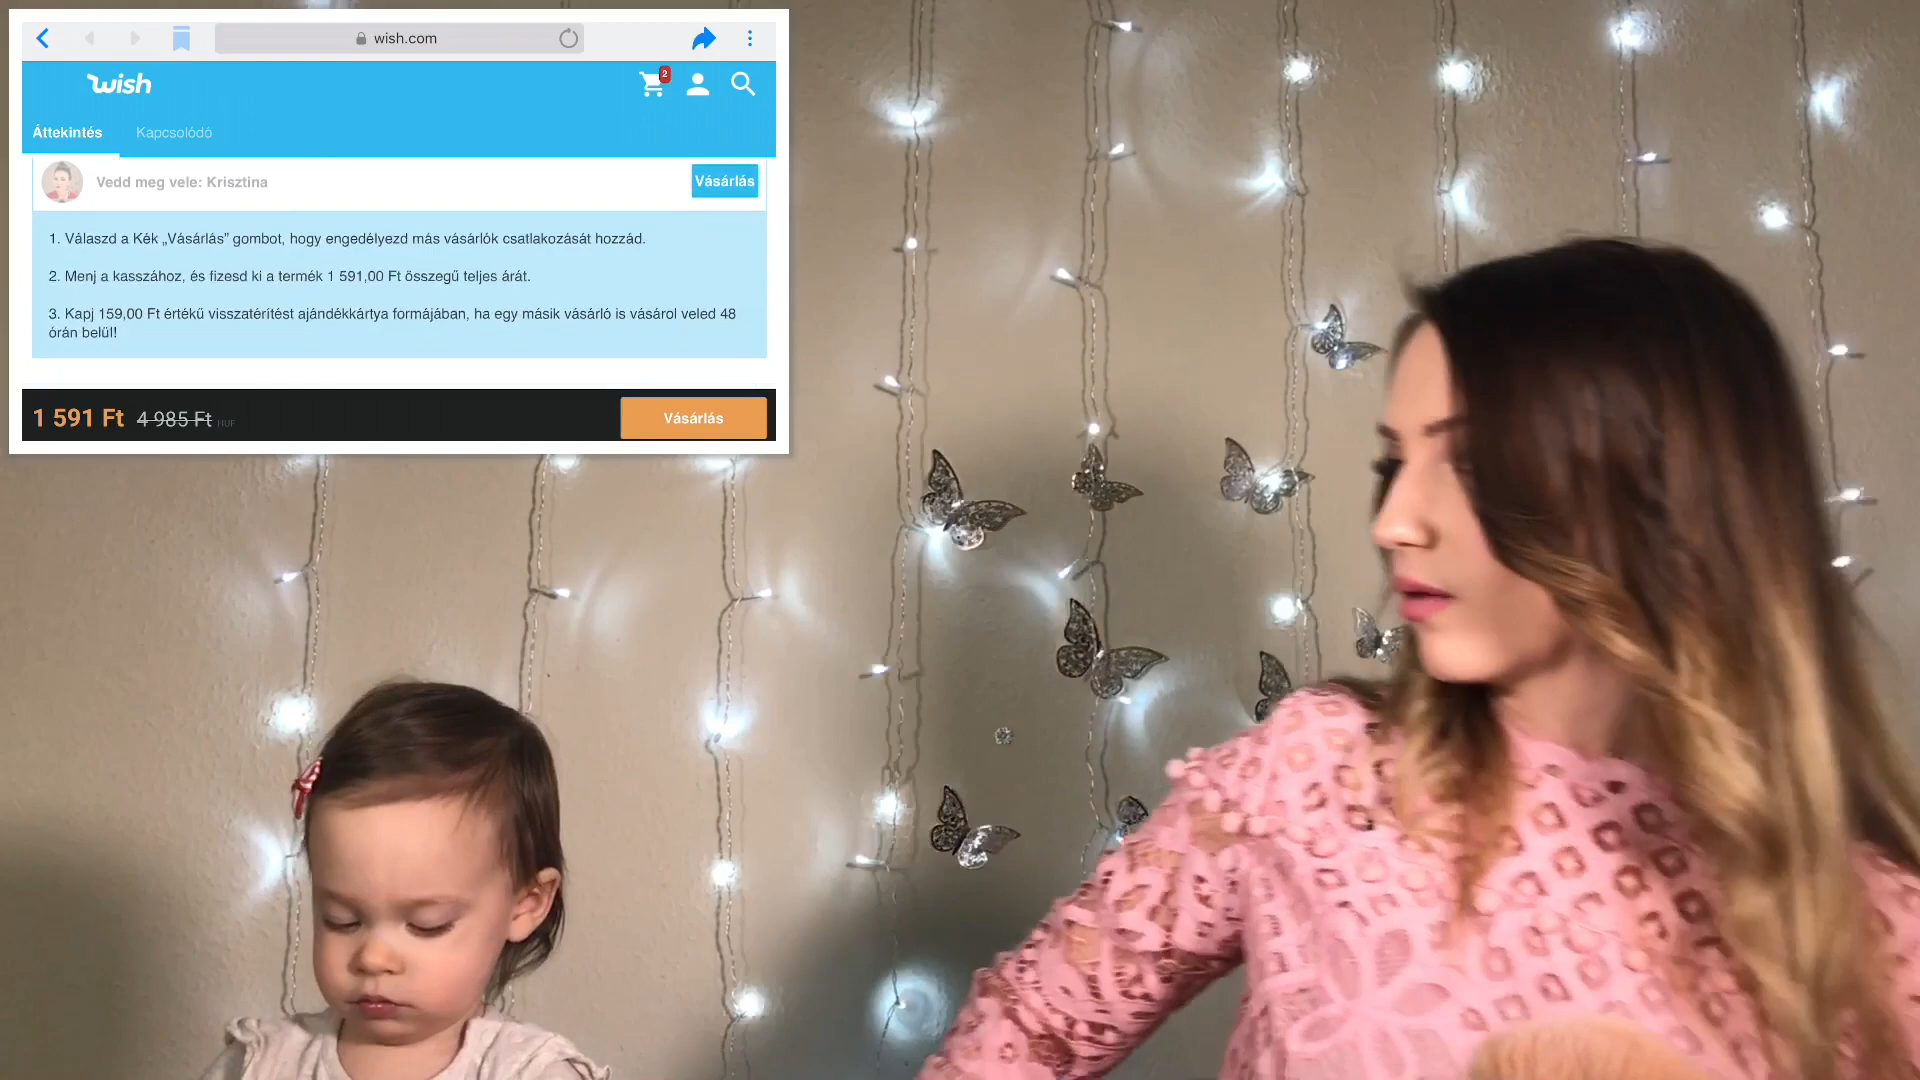 wish.com
wish
2
Áttekintés
Kapcsolódó
Vedd meg vele: Krisztina
Vásárlás
1. Válaszd a Kék „Vásárlás” gombot, hogy engedélyezd más vásárlók csatlakozását hozzád.
2. Menj a kasszához, és fizesd ki a termék 1 591,00 Ft összegű teljes árát.
3. Kapj 159,00 Ft értékű visszatérítést ajándékkártya formájában, ha egy másik vásárló is vásárol veled 48
órán belül!
1 591 Ft
4 985 Ft
HUF
Vásárlás